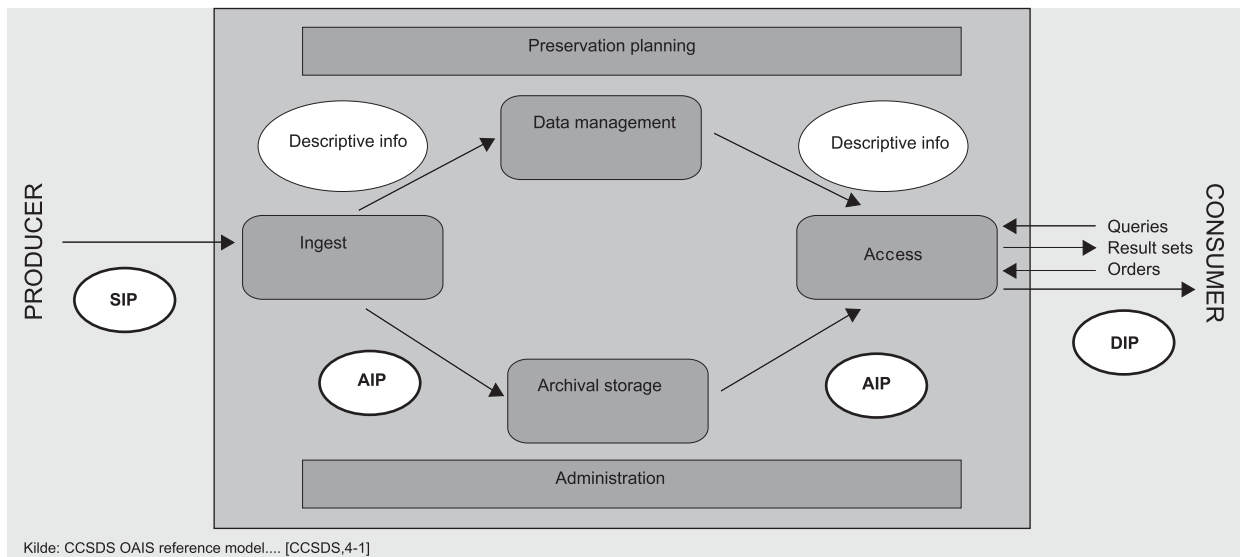 Preservation planning
Descriptive info
Data management
Descriptive info
PRODUCER
Ingest
Access
Queries
Result sets
Orders
CONSUMER
SIP
AIP
Archival storage
AIP
DIP
Administration
Kilde: CCSDS OAIS reference model.... [CCSDS,4-1]